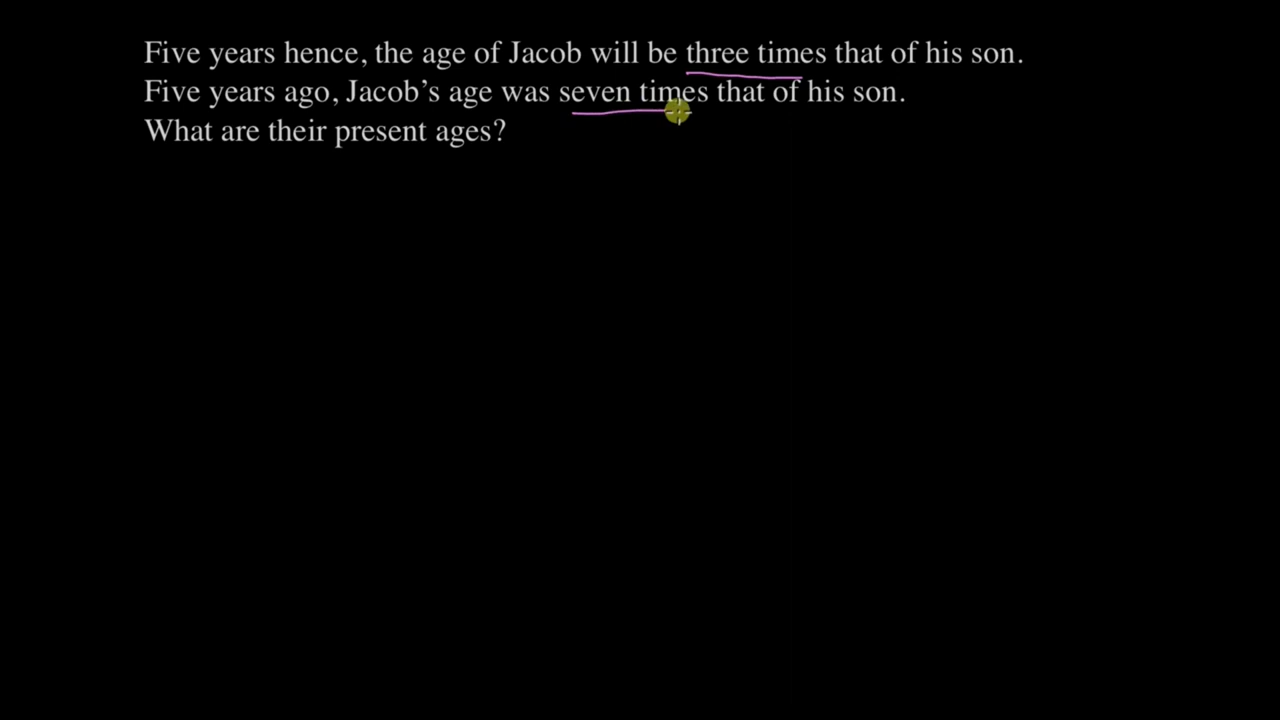 Five years hence, the age of Jacob will be three times that of his son.
Five years ago, Jacob’s age was seven times that of his son.
What are their present ages?